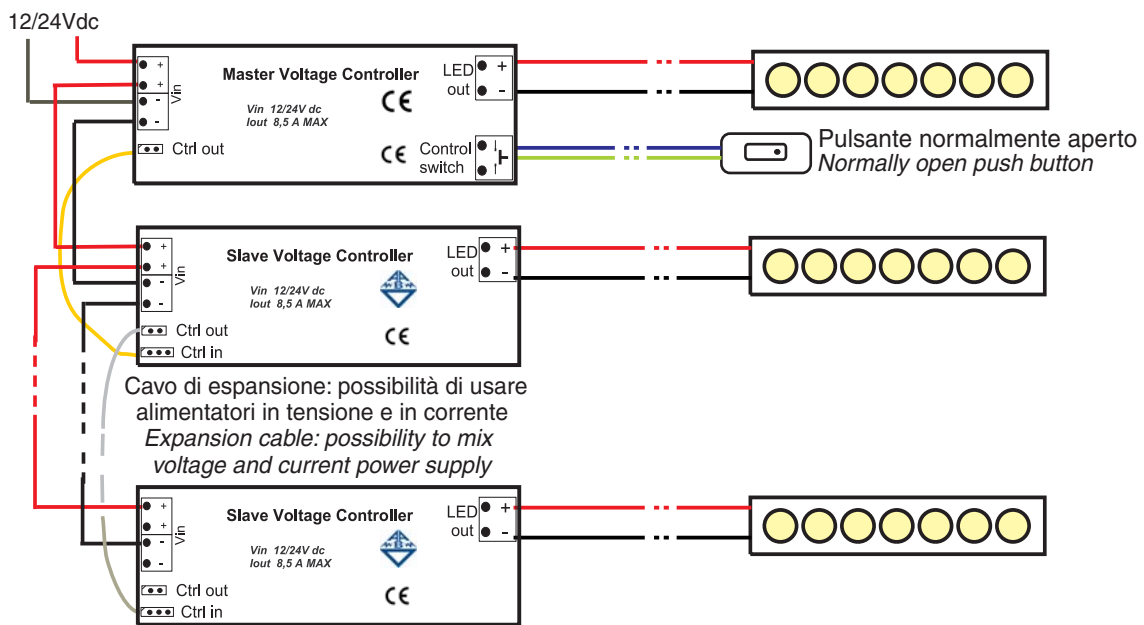 12/24Vdc
+
+
-
-
Vin
Master Voltage Controller
Vin 12/24V dc
Iout 8,5 A MAX
CE
CE
LED
out
+
-
Ctrl out
Control
switch
Pulsante normalmente aperto
Normally open push button
+
+
-
-
Vin
Slave Voltage Controller
Vin 12/24V dc
Iout 8,5 A MAX
CE
LED
out
+
-
Ctrl out
Ctrl in
Cavo di espansione: possibilità di usare
alimentatori in tensione e in corrente
Expansion cable: possibility to mix
voltage and current power supply
+
+
-
-
Vin
Slave Voltage Controller
Vin 12/24V dc
Iout 8,5 A MAX
CE
LED
out
+
-
Ctrl out
Ctrl in